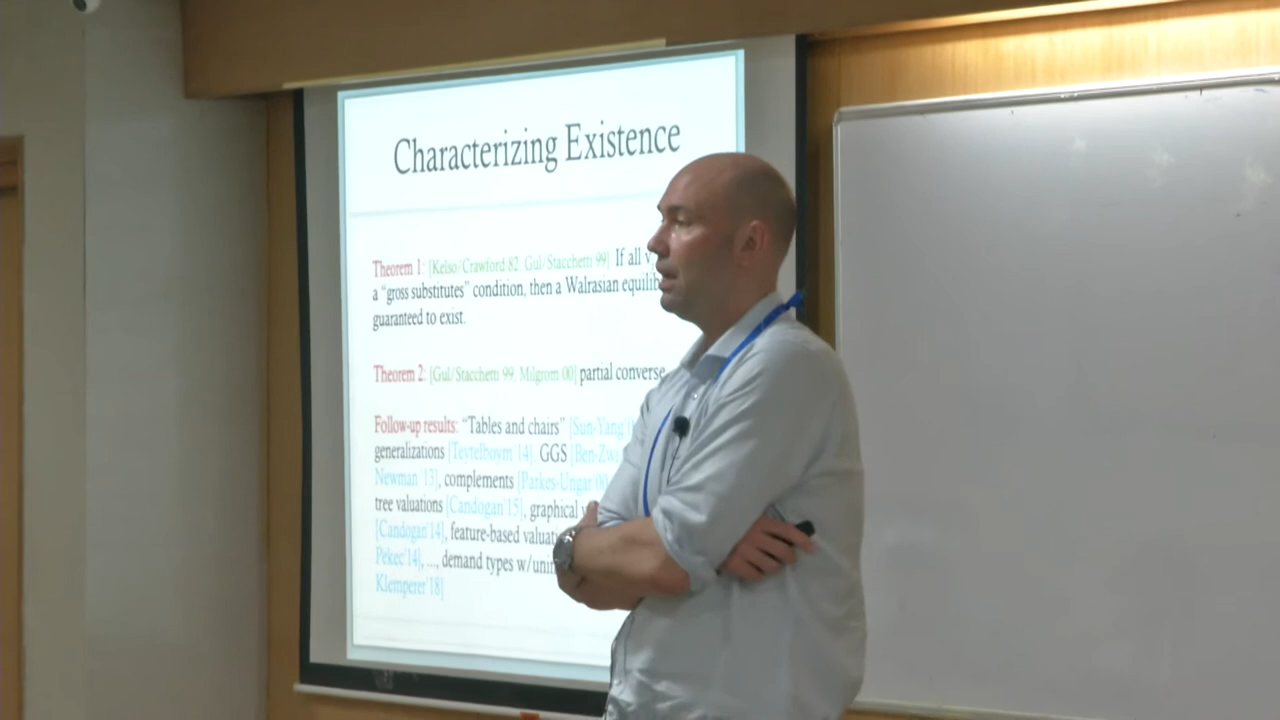 Characterizing Existence
Theorem 1: [Kelso/Crawford 82, Gul/Stacchetti 99] If all v
a “gross substitutes” condition, then a Walrasian equilib
guaranteed to exist.
Theorem 2: [Gul/Stacchetti 99, Milgrom 00] partial converse
Follow-up results: “Tables and chairs” [Sun-Yang
generalizations [Teytelboym'14], GGS [Ben-Zwi
Newman'13], complements [Parkes-Ungar'00]
tree valuations [Candogan'15], graphical
[Candogan'14], feature-based valuat
Pekec'14], ..., demand types w/unim
Klemperer'18]